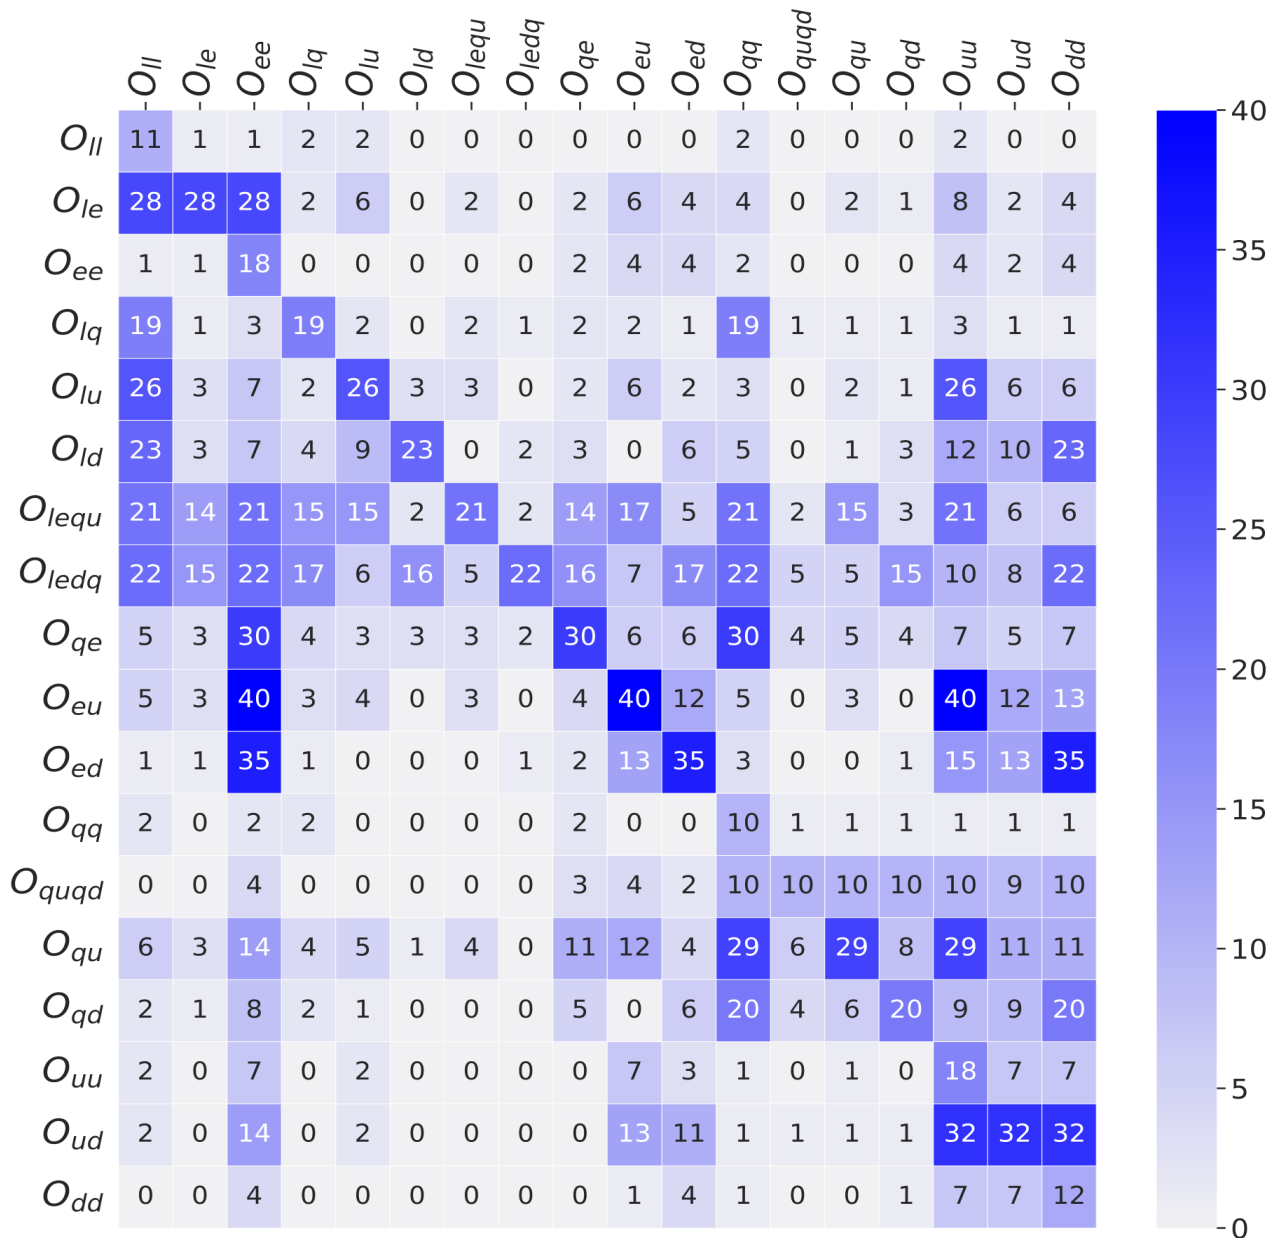 O_ll O_le O_ee O_lq O_lu O_ld O_lequ O_ledq O_qe O_eu O_ed O_qq O_quqd O_qu O_qd O_uu O_ud O_dd
O_ll 11 1 1 2 2 0 0 0 0 0 0 2 0 0 0 2 0 0
O_le 28 28 28 2 6 0 2 0 2 6 4 4 0 2 1 8 2 4
O_ee 1 1 18 0 0 0 0 0 2 4 4 2 0 0 0 4 2 4
O_lq 19 1 3 19 2 0 2 1 2 2 1 19 1 1 1 3 1 1
O_lu 26 3 7 2 26 3 3 0 2 6 2 3 0 2 1 26 6 6
O_ld 23 3 7 4 9 23 0 2 3 0 6 5 0 1 3 12 10 23
O_lequ 21 14 21 15 15 2 21 2 14 17 5 21 2 15 3 21 6 6
O_ledq 22 15 22 17 6 16 5 22 16 7 17 22 5 5 15 10 8 22
O_qe 5 3 30 4 3 3 3 2 30 6 6 30 4 5 4 7 5 7
O_eu 5 3 40 3 4 0 3 0 4 40 12 5 0 3 0 40 12 13
O_ed 1 1 35 1 0 0 0 1 2 13 35 3 0 0 1 15 13 35
O_qq 2 0 2 2 0 0 0 0 2 0 0 10 1 1 1 1 1 1
O_quqd 0 0 4 0 0 0 0 0 3 4 2 10 10 10 10 10 9 10
O_qu 6 3 14 4 5 1 4 0 11 12 4 29 6 29 8 29 11 11
O_qd 2 1 8 2 1 0 0 0 5 0 6 20 4 6 20 9 9 20
O_uu 2 0 7 0 2 0 0 0 0 7 3 1 0 1 0 18 7 7
O_ud 2 0 14 0 2 0 0 0 0 13 11 1 1 1 1 32 32 32
O_dd 0 0 4 0 0 0 0 0 0 1 4 1 0 0 1 7 7 12
40
35
30
25
20
15
10
5
0